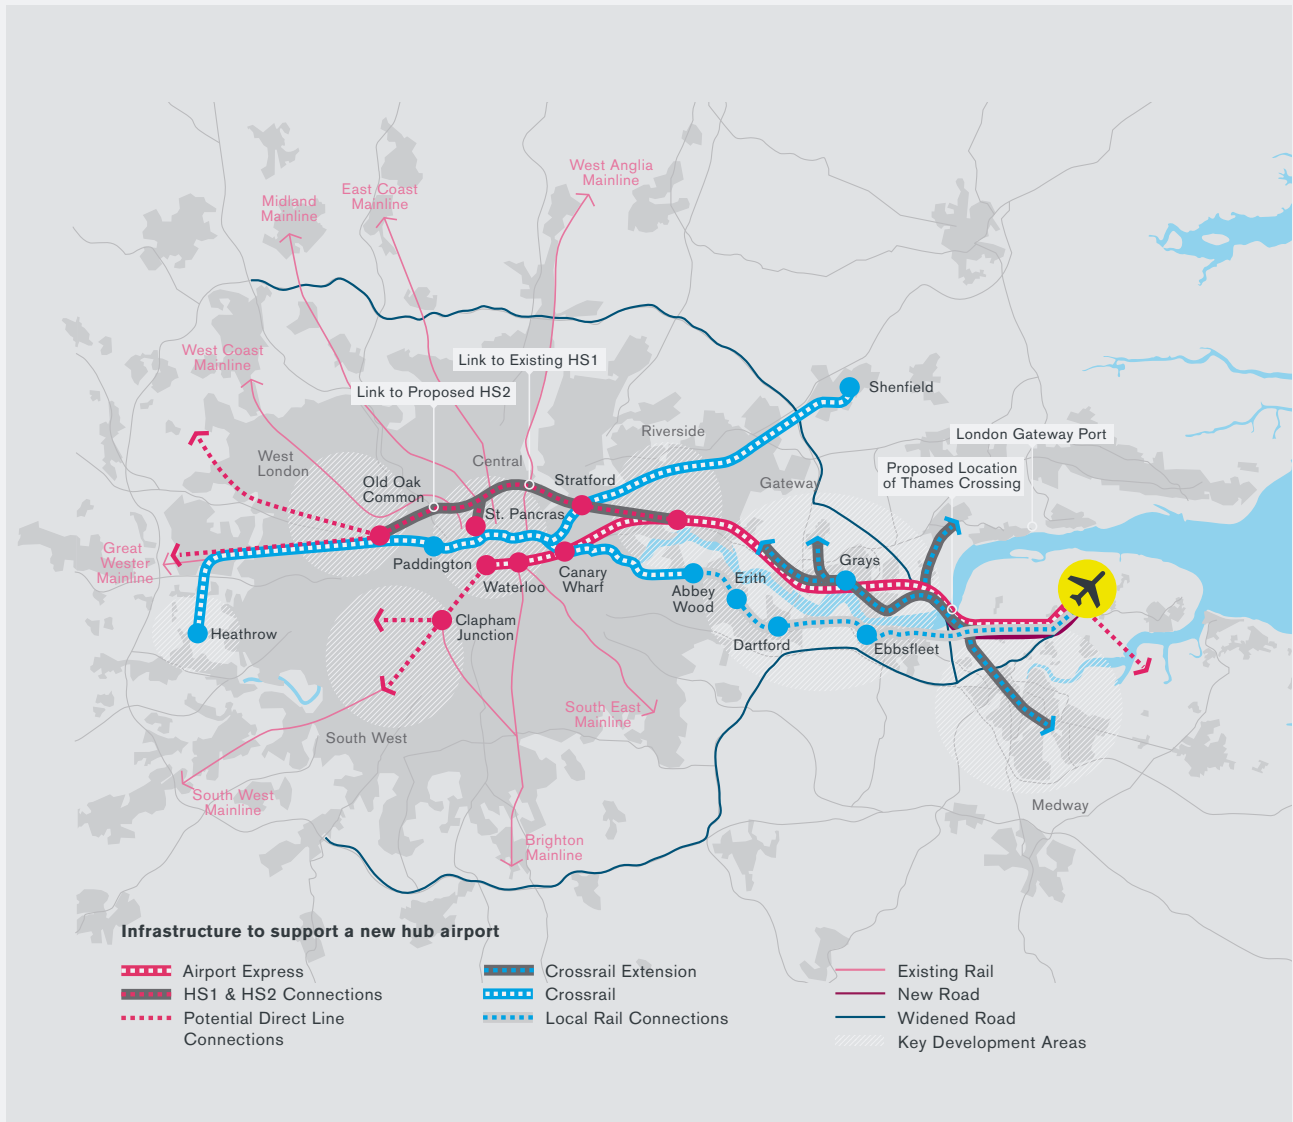 West Anglia
Mainline
East Coast
Mainline
Midland
Mainline
West Coast
Mainline
Link to Existing HS1
Link to Proposed HS2
Shenfield
Riverside
London Gateway Port
West
London
Central
Old Oak
Common
Stratford
Gateway
Proposed Location
of Thames Crossing
St. Pancras
Great
Wester
Mainline
Paddington
Waterloo
Canary
Wharf
Abbey
Wood
Erith
Grays
Heathrow
Clapham
Junction
Dartford
Ebbsfleet
South East
Mainline
South West
South West
Mainline
Medway
Brighton
Mainline
Infrastructure to support a new hub airport
Airport Express
HS1 & HS2 Connections
Potential Direct Line
Connections
Crossrail Extension
Crossrail
Local Rail Connections
Existing Rail
New Road
Widened Road
Key Development Areas